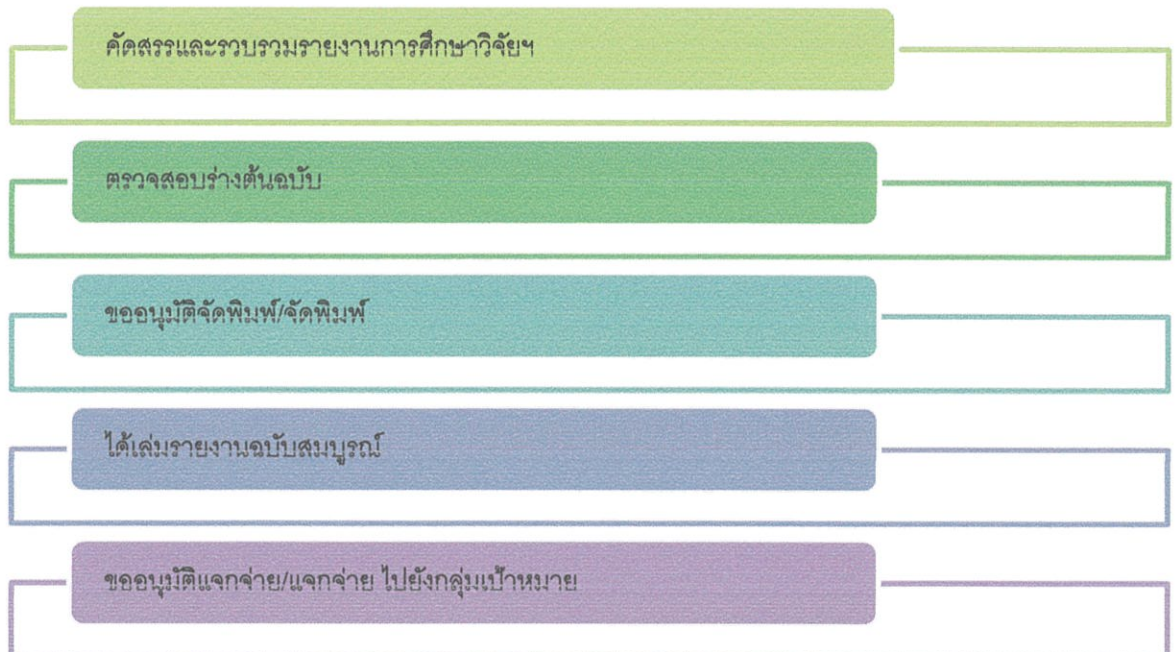 คัดสรรและรวบรวมรายงานการศึกษาวิจัยฯ
ตรวจสอบร่างต้นฉบับ
ขออนุมัติจัดพิมพ์/จัดพิมพ์
ได้เล่มรายงานฉบับสมบูรณ์
ขออนุมัติแจกจ่าย/แจกจ่าย ไปยังกลุ่มเป้าหมาย